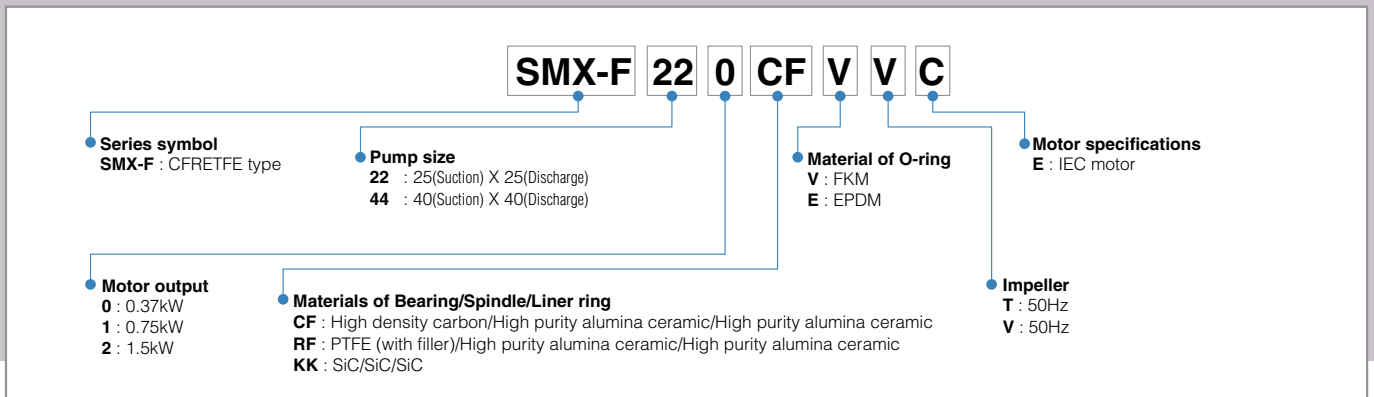 SMX-F 22 0 CF V V C
Series symbol
SMX-F : CFRETFE type
Pump size
22 : 25(Suction) X 25(Discharge)
44 : 40(Suction) X 40(Discharge)
Material of O-ring
V : FKM
E : EPDM
Motor specifications
E : IEC motor
Motor output
0 : 0.37kW
1 : 0.75kW
2 : 1.5kW
Materials of Bearing/Spindle/Liner ring
CF : High density carbon/High purity alumina ceramic/High purity alumina ceramic
RF : PTFE (with filler)/High purity alumina ceramic/High purity alumina ceramic
KK : SiC/SiC/SiC
Impeller
T : 50Hz
V : 50Hz